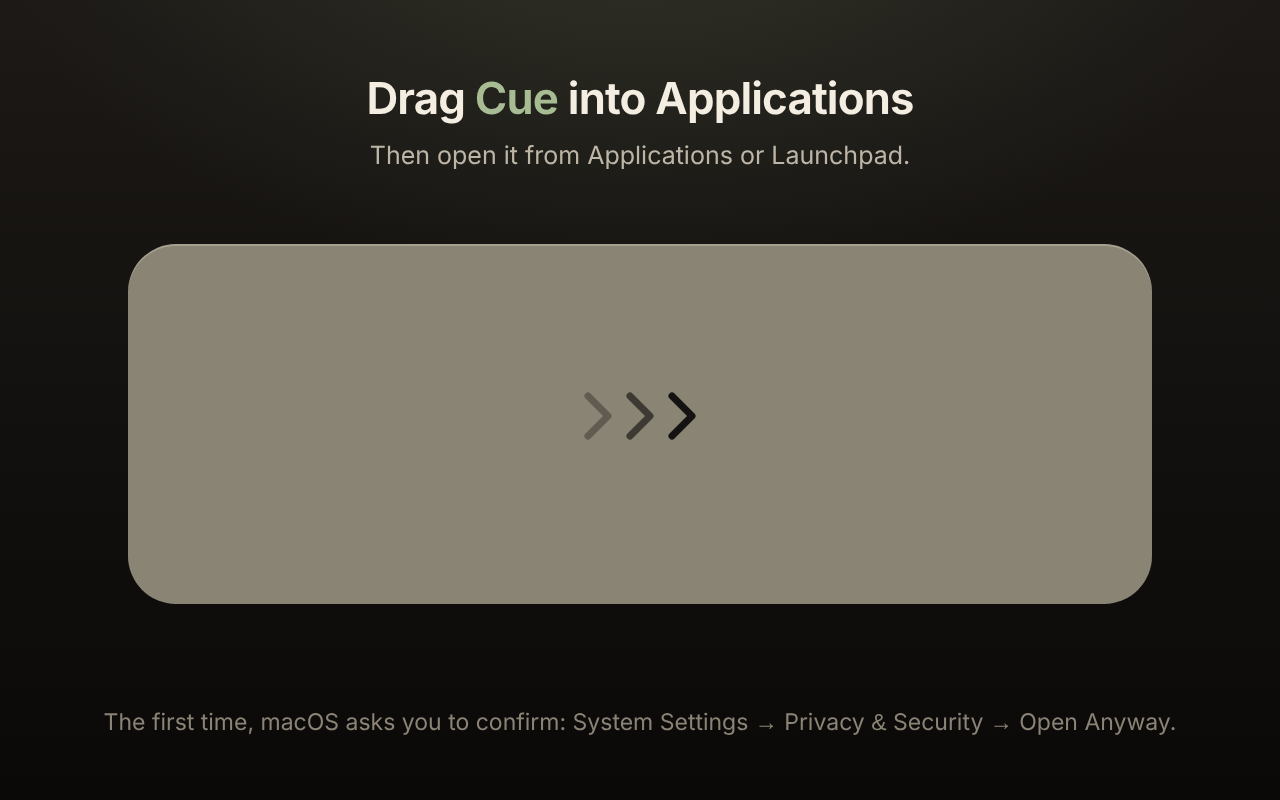 Drag Cue into Applications
Then open it from Applications or Launchpad.
The first time, macOS asks you to confirm: System Settings → Privacy & Security → Open Anyway.